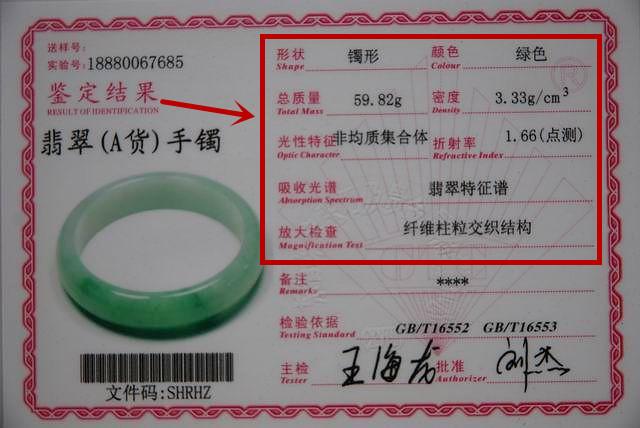 送样号:
实验号: 18880067685
鉴定结果
RESULT OF IDENTIFICATION
翡翠(A货)手镯
文件码: SHRHZ
形状 镯形 颜色 绿色
Shape Colour
总质量 59.82g 密度 3.33g/cm³
Total Mass Density
光性特征 非均质集合体 折射率 1.66(点测)
Optic Character Refractive Index
吸收光谱 翡翠特征谱
Absorption Spectrum
放大检查 纤维柱粒交织结构
Magnification Test
备注 ****
Remarks
检验依据 GB/T16552 GB/T16553
Testing Standard
主检 王海龙 批准 刘杰
Tester Authorizer
®